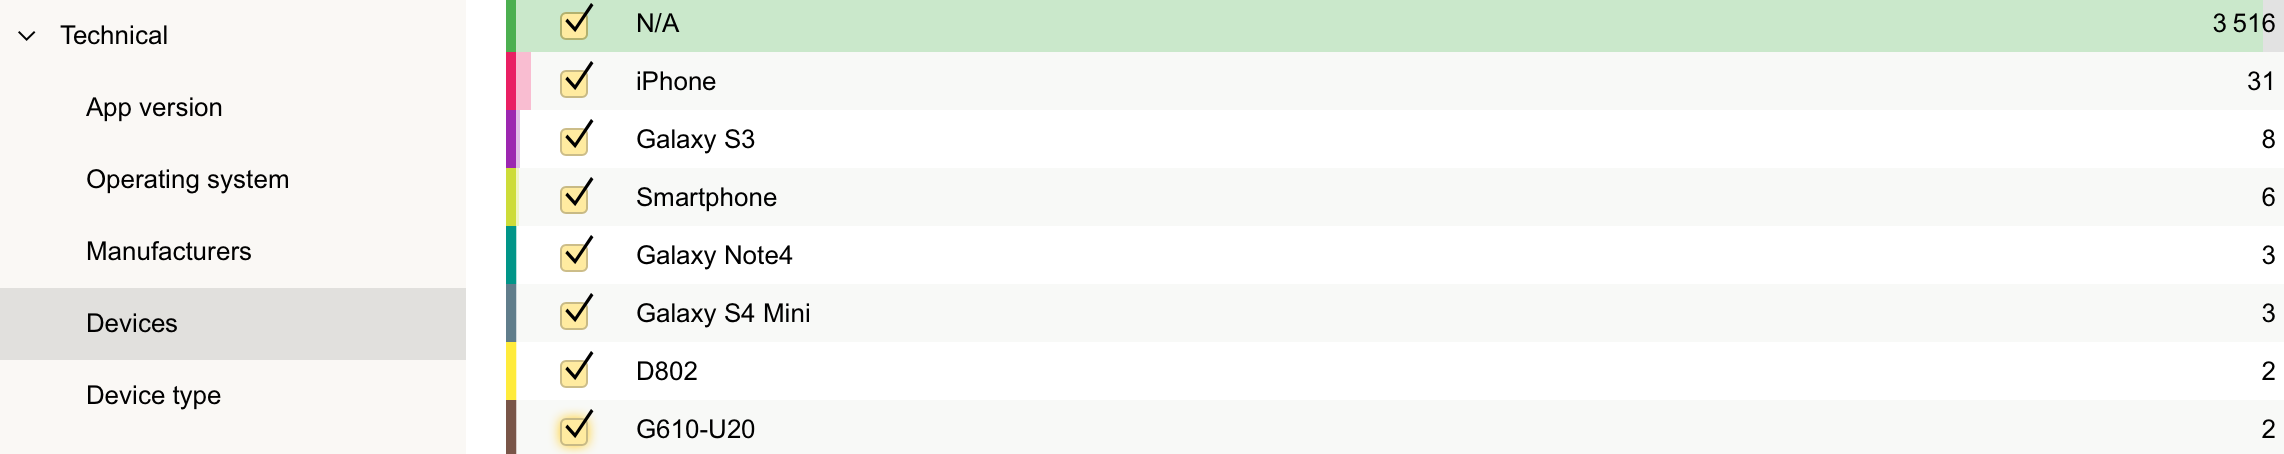 Technical
App version
Operating system
Manufacturers
Devices
Device type
N/A 3 516
iPhone 31
Galaxy S3 8
Smartphone 6
Galaxy Note4 3
Galaxy S4 Mini 3
D802 2
G610-U20 2